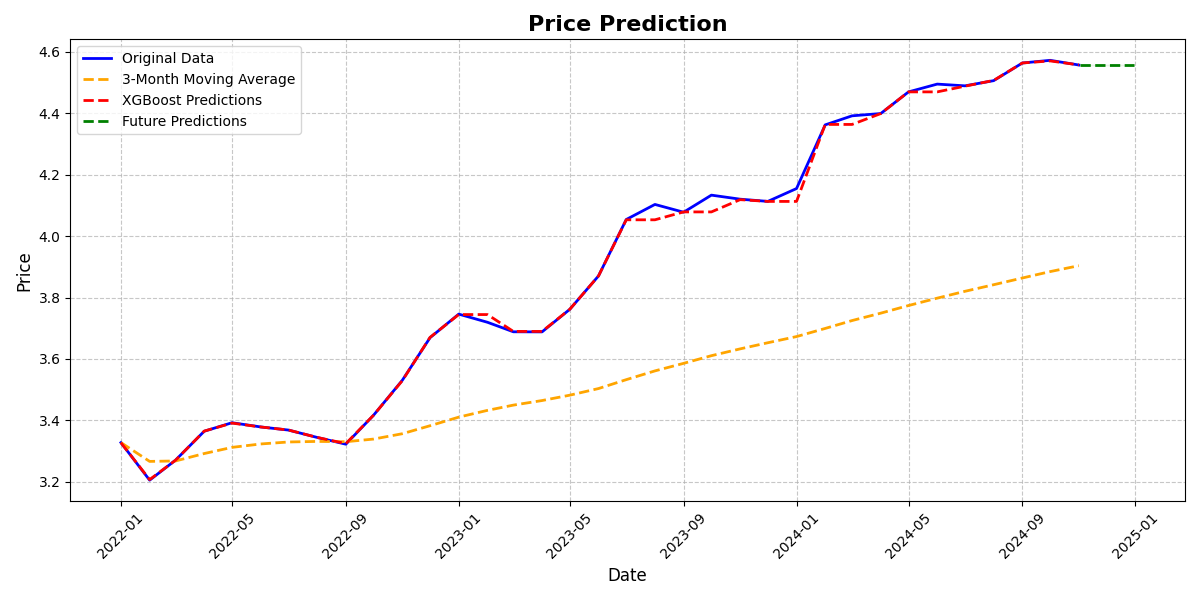 Price Prediction
Original Data
3-Month Moving Average
XGBoost Predictions
Future Predictions
Price
4.6
4.4
4.2
4.0
3.8
3.6
3.4
3.2
2022-01
2022-05
2022-09
2023-01
2023-05
2023-09
2024-01
2024-05
2024-09
2025-01
Date